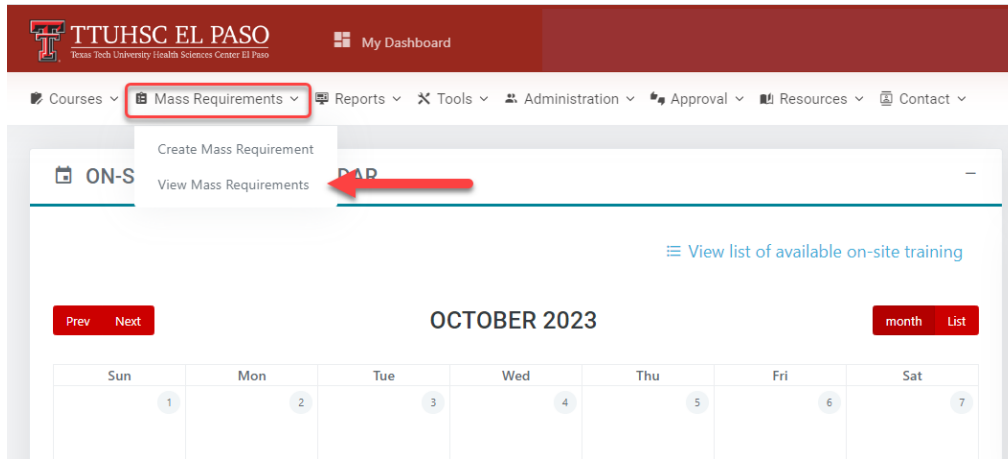 TTUHSC EL PASO
Texas Tech University Health Sciences Center El Paso
My Dashboard
Courses Mass Requirements Reports Tools Administration Approval Resources Contact
Create Mass Requirement
View Mass Requirements
ON-S DAR
View list of available on-site training
Prev Next
OCTOBER 2023
month List
Sun Mon Tue Wed Thu Fri Sat
1 2 3 4 5 6 7